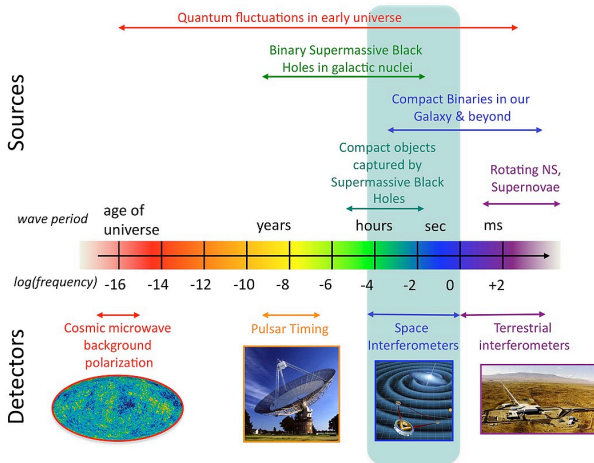 Quantum fluctuations in early universe
Binary Supermassive Black
Holes in galactic nuclei
Compact Binaries in our
Galaxy & beyond
Compact objects
captured by
Supermassive Black
Holes
Rotating NS,
Supernovae
Sources
wave period
age of
universe
years
hours
sec
ms
log(frequency)
-16 -14 -12 -10 -8 -6 -4 -2 0 +2
Detectors
Cosmic microwave
background
polarization
Pulsar Timing
Space
Interferometers
Terrestrial
interferometers